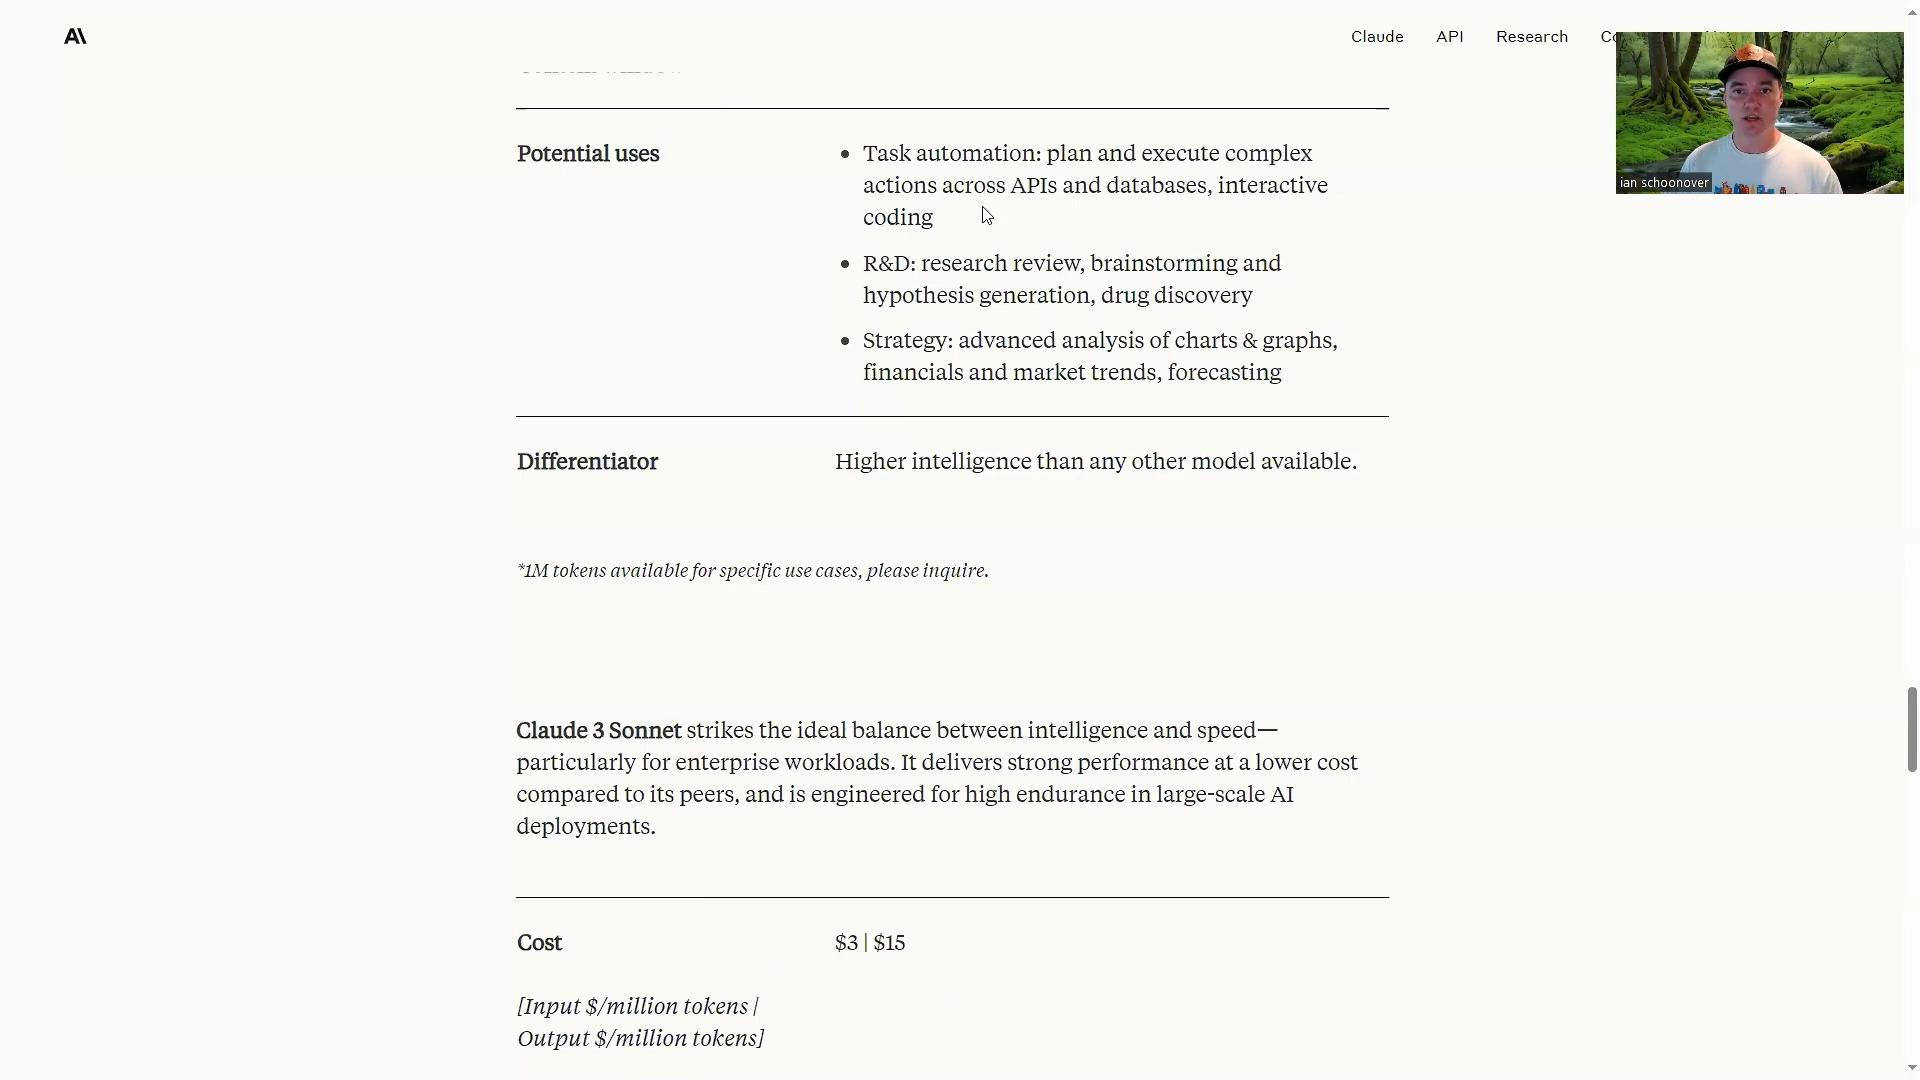 A\
Claude
API
Research
Potential uses
Task automation: plan and execute complex
actions across APIs and databases, interactive
coding
R&D: research review, brainstorming and
hypothesis generation, drug discovery
Strategy: advanced analysis of charts & graphs,
financials and market trends, forecasting
Differentiator
Higher intelligence than any other model available.
*1M tokens available for specific use cases, please inquire.
Claude 3 Sonnet strikes the ideal balance between intelligence and speed—
particularly for enterprise workloads. It delivers strong performance at a lower cost
compared to its peers, and is engineered for high endurance in large-scale AI
deployments.
Cost
$3 | $15
[Input $/million tokens |
Output $/million tokens]
ian schoonover